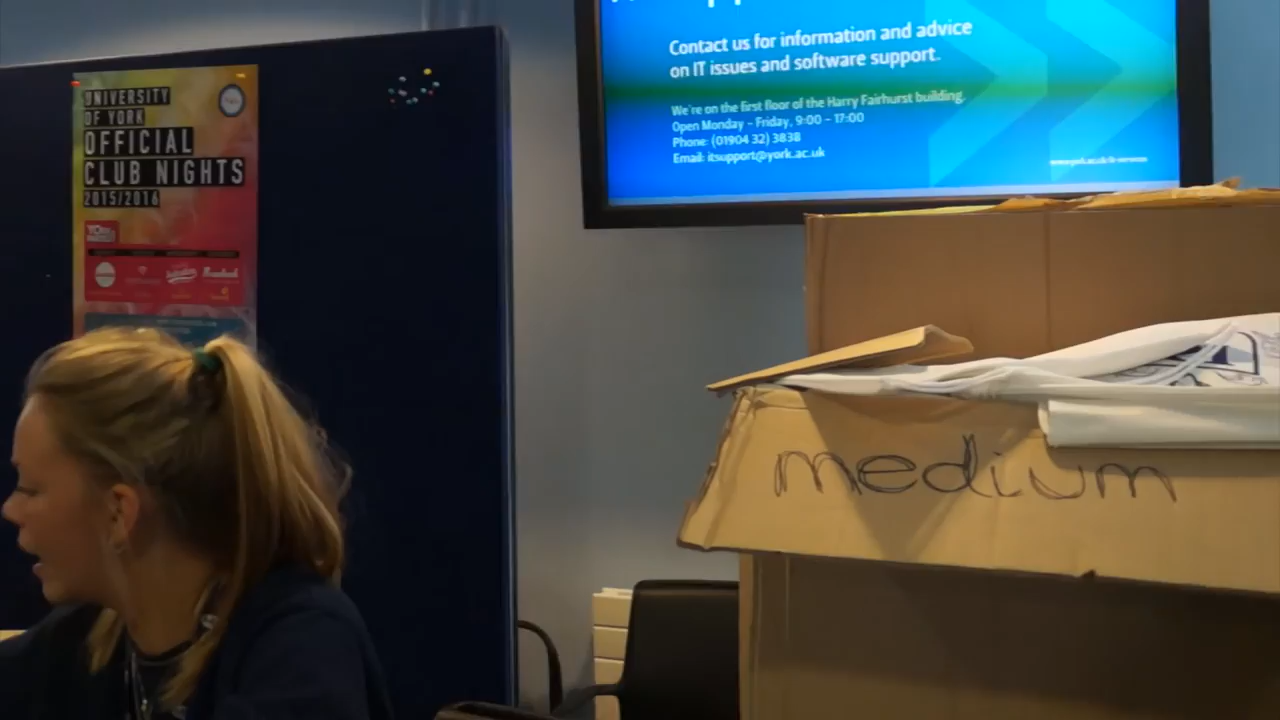 UNIVERSITY
OF YORK
OFFICIAL
CLUB NIGHTS
2015/2016
Contact us for information and advice
on IT issues and software support.
We're on the first floor of the Harry Fairhurst building.
Open Monday - Friday, 9:00 - 17:00
Phone: (01904 32) 3838
Email: itsupport@york.ac.uk
medium